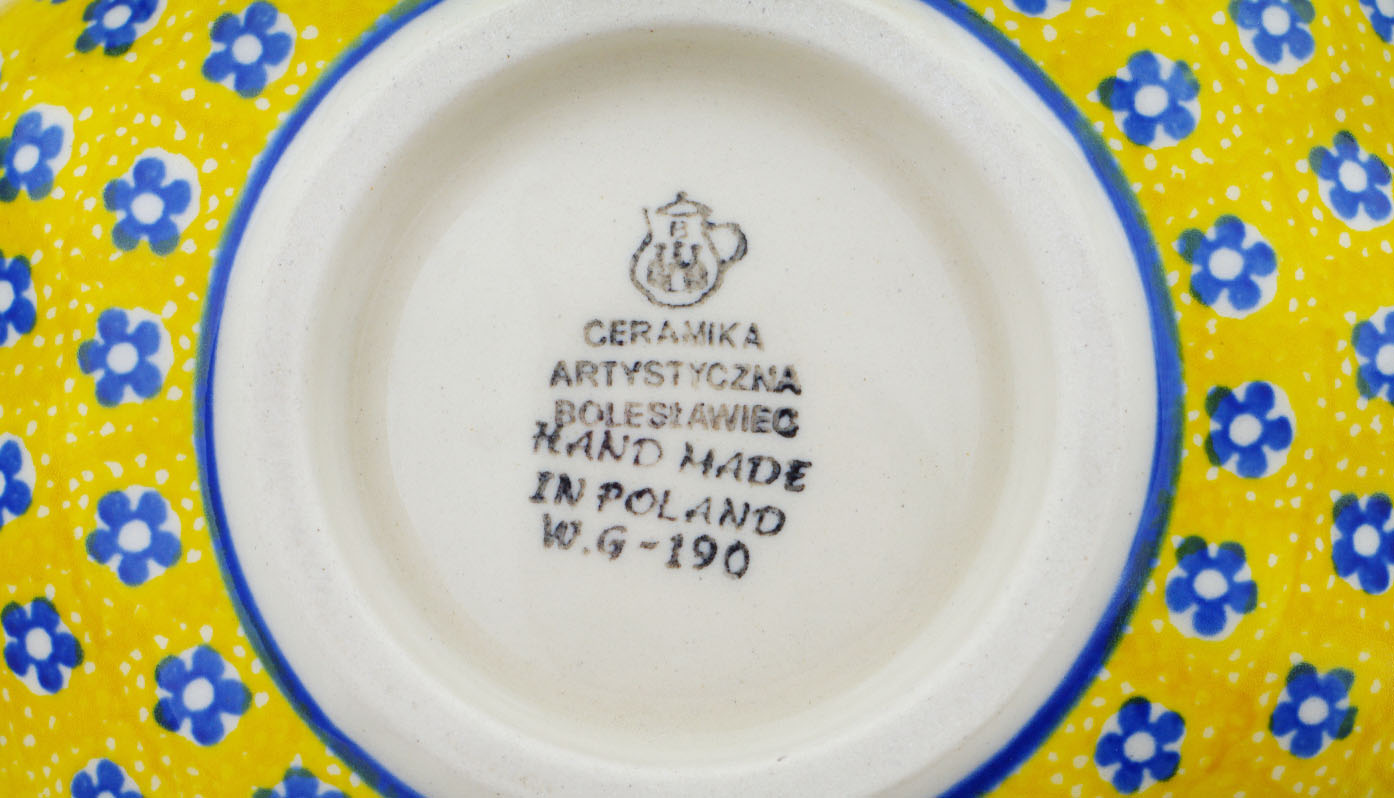 CERAMIKA
ARTYSTYCZNA
BOLESŁAWIEC
HAND MADE
IN POLAND
W.G-190